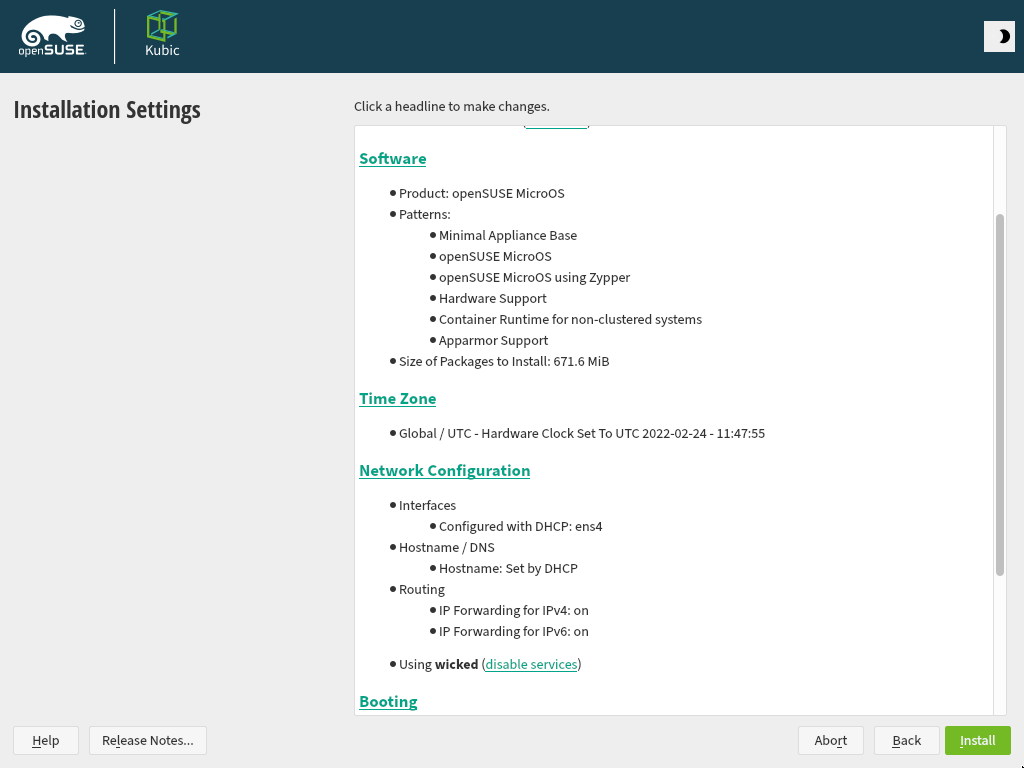 openSUSE.
Kubic
Installation Settings
Click a headline to make changes.
Software
Product: openSUSE MicroOS
Patterns:
Minimal Appliance Base
openSUSE MicroOS
openSUSE MicroOS using Zypper
Hardware Support
Container Runtime for non-clustered systems
Apparmor Support
Size of Packages to Install: 671.6 MiB
Time Zone
Global / UTC - Hardware Clock Set To UTC 2022-02-24 - 11:47:55
Network Configuration
Interfaces
Configured with DHCP: ens4
Hostname / DNS
Hostname: Set by DHCP
Routing
IP Forwarding for IPv4: on
IP Forwarding for IPv6: on
Using wicked (disable services)
Booting
Help
Release Notes...
Abort
Back
Install